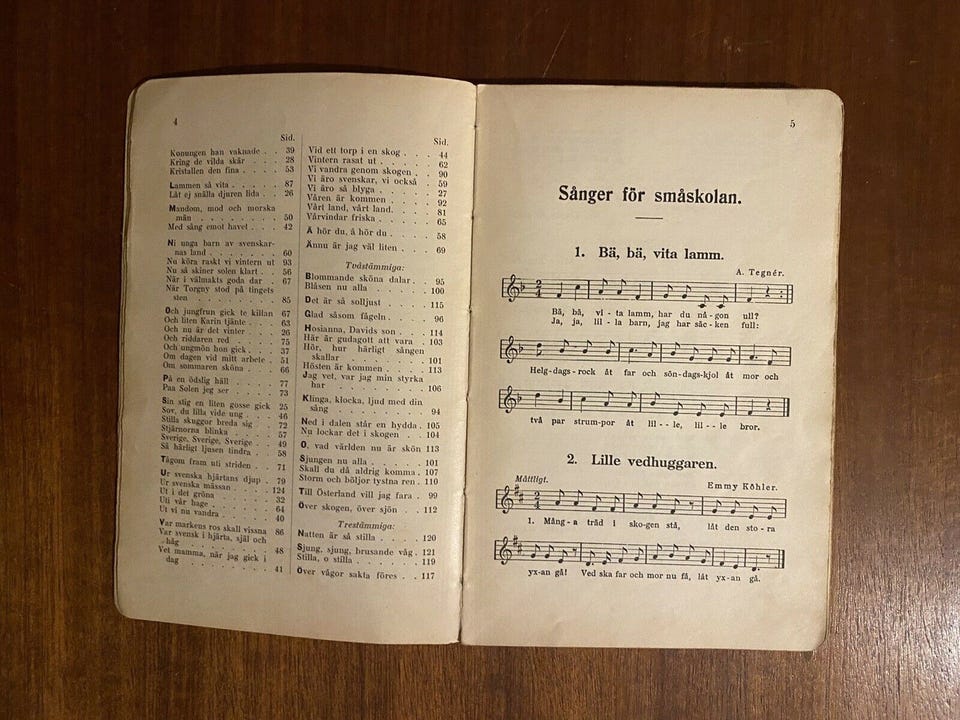 4
Sid.
Konungen han vaknade . . . 39
Kring de vilda skär . . . 28
Kristallen den fina . . . . 53
Lammen så vita . . . . . 87
Låt ej snälla djuren lida . . 26
Mandom, mod och morska
män . . . . . . . . 50
Med sång emot havet . . . 42
Ni unga barn av svenskar-
nas land . . . . . . . 60
Nu köra raskt vi vintern ut 93
Nu så skiner solen klart . . 56
När i välmakts goda dar . . 67
När Torgny stod på tingets
sten . . . . . . . . 85
Och jungfrun gick te killan 67
Och liten Karin tjänte . . . 63
Och nu är det vinter . . . 26
Och riddaren red . . . . . 75
Och ungmön hon gick . . . 37
Om dagen vid mitt arbete . 51
Om sommaren sköna . . . 66
På en ödslig häll . . . . . 77
Paa Solen jeg ser . . . . . 73
Sin slig en liten gosse gick 25
Sov, du lilla vide ung . . . 46
Stilla skuggor breda sig . . 72
Stjärnorna blinka . . . . . 57
Sverige, Sverige, Sverige . . 49
Så härligt ljusen tindra . . . 58
Tågom fram uti striden . . . 71
Ur svenska hjärtans djup . . 79
Ur svenska mässan . . . . 124
Ut i det gröna . . . . . . 32
Uti vår hage . . . . . . . 64
Ut vi nu vandra . . . . . . 40
Var markens ros skall vissna 86
Var svensk i hjärta, själ och
håg . . . . . . . . 48
Vet mamma, när jag gick i
dag . . . . . . . . 41
Sid.
Vid ett torp i en skog . . . . 44
Vintern rasat ut . . . . . . 62
Vi vandra genom skogen . . 90
Vi äro svenskar, vi också . . 59
Vi äro så blyga . . . . . . 27
Våren är kommen . . . . . 92
Vårt land, vårt land . . . . 81
Vårvindar friska . . . . . . 65
Å hör du, å hör du . . . . . 58
Ännu är jag väl liten . . . . 69
Tvåstämmiga:
Blommande sköna dalar . . 95
Blåsen nu alla . . . . . . 100
Det är så solljust . . . . . 115
Glad såsom fågeln . . . . . 96
Hosianna, Davids son . . . 114
Här är gudagott att vara . . 103
Hör, hur härligt sången
skallar . . . . . . . 101
Hösten är kommen . . . . 113
Jag vet, var jag min styrka
har . . . . . . . . 106
Klinga, klocka, ljud med din
sång . . . . . . . . 94
Ned i dalen står en hydda . . 105
Nu lockar det i skogen . . . 104
O, vad världen nu är skön 113
Sjungen nu alla . . . . . 101
Skall du då aldrig komma . 107
Storm och böljor tystna ren . 110
Till Österland vill jag fara . 99
Över skogen, över sjön . . 112
Trestämmiga:
Natten är så stilla . . . . . 120
Sjung, sjung, brusande våg . 121
Stilla, o stilla . . . . . . . 119
Över vågor sakta föres . . 117
5
Sånger för småskolan.
1. Bä, bä, vita lamm.
A. Tegnér.
Bä, bä, vi - ta lamm, har du nå - gon ull?
Ja, ja, lil - la barn, jag har säc - ken full:
Helg-dags-rock åt far och sön-dags-kjol åt mor och
två par strum-por åt lil - - le, lil - - le bror.
2. Lille vedhuggaren.
Måttligt.
Emmy Köhler.
1. Mång - a träd i sko-gen stå, låt den sto - ra
yx-an gå! Ved ska far och mor nu få, låt yx-an gå.